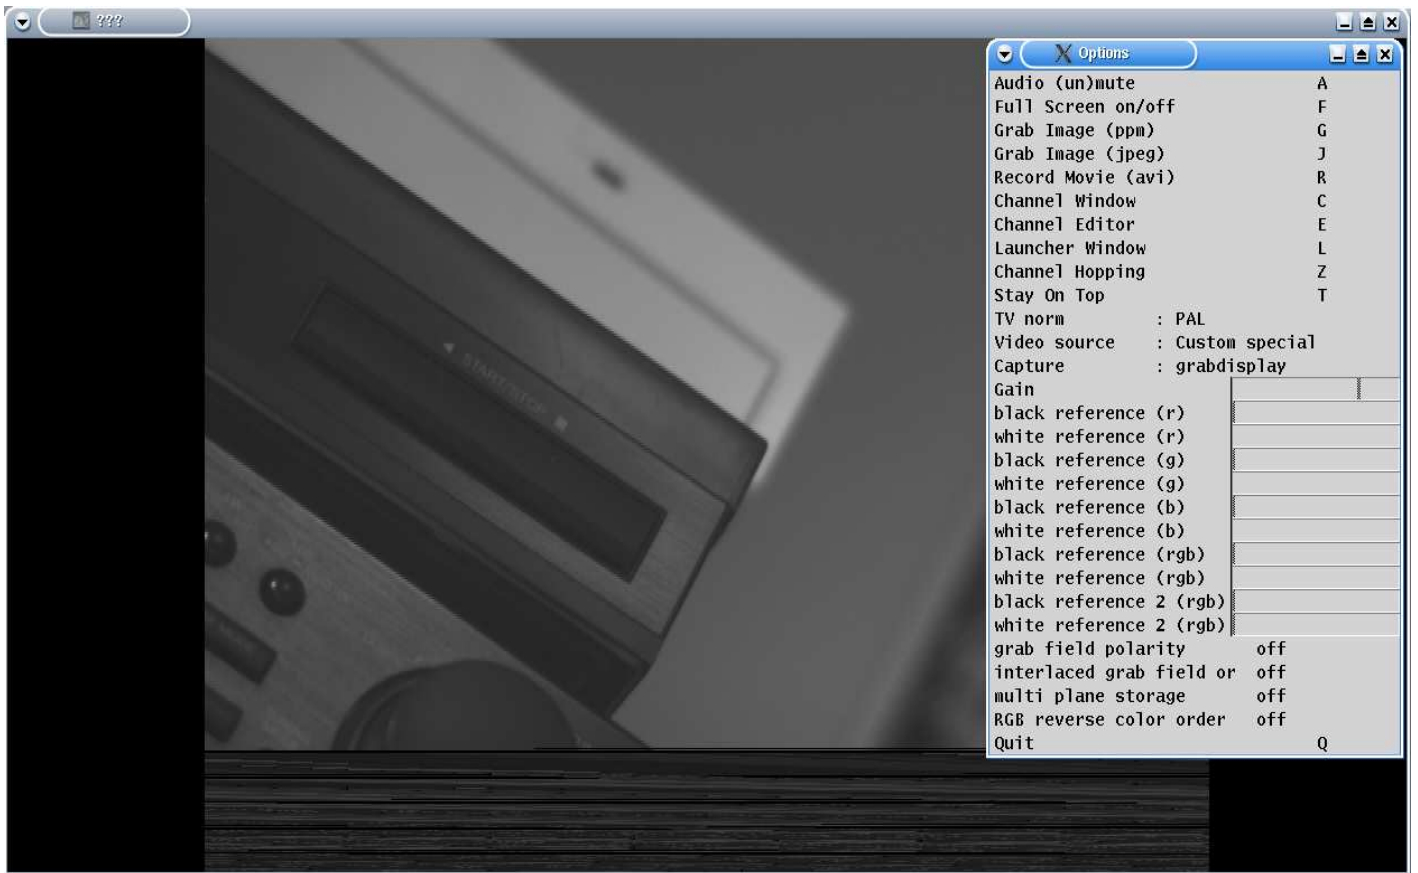 ???
Options
Audio (un)mute A
Full Screen on/off F
Grab Image (ppm) G
Grab Image (jpeg) J
Record Movie (avi) R
Channel Window C
Channel Editor E
Launcher Window L
Channel Hopping Z
Stay On Top T
TV norm : PAL
Video source : Custom special
Capture : grabdisplay
Gain
black reference (r)
white reference (r)
black reference (g)
white reference (g)
black reference (b)
white reference (b)
black reference (rgb)
white reference (rgb)
black reference 2 (rgb)
white reference 2 (rgb)
grab field polarity off
interlaced grab field or off
multi plane storage off
RGB reverse color order off
Quit Q
◄ START/STOP ■